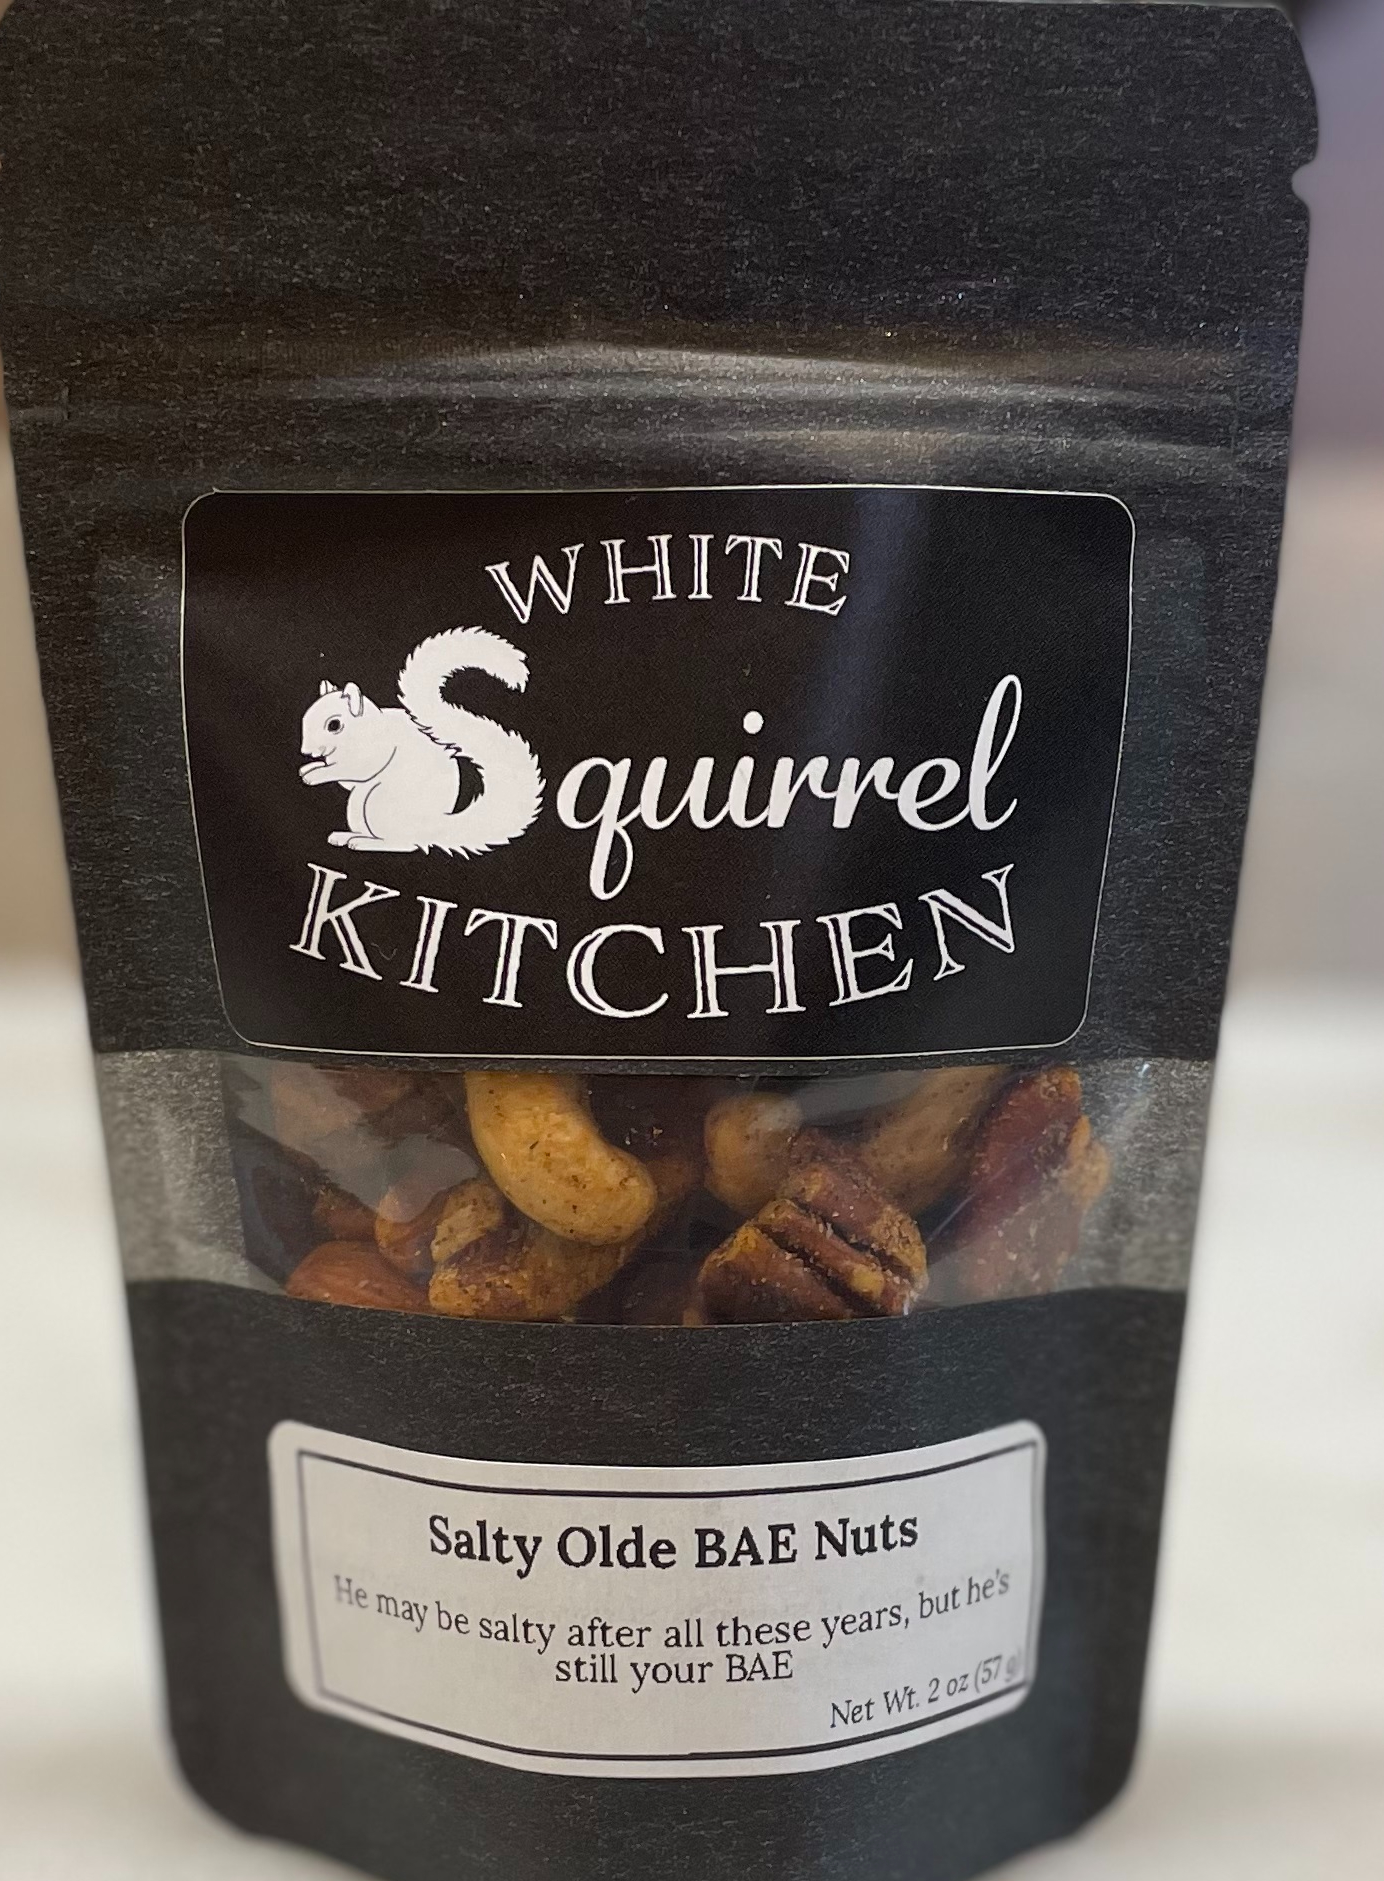 WHITE
Squirrel
KITCHEN
Salty Olde BAE Nuts
He may be salty after all these years, but he's
still your BAE
Net Wt. 2 oz (57 g